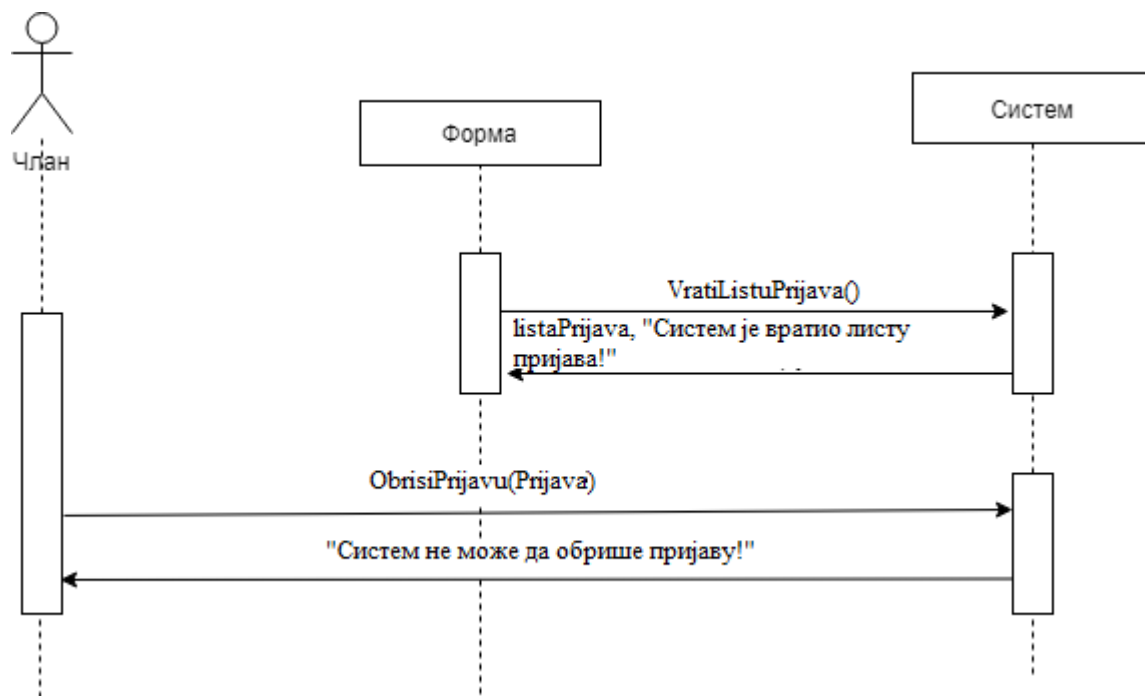 Систем
Форма
Члан
VratiListuPrijava()
listaPrijava, "Систем је вратио листу
пријава!"
ObrisiPrijavu(Prijava)
"Систем не може да обрише пријаву!"